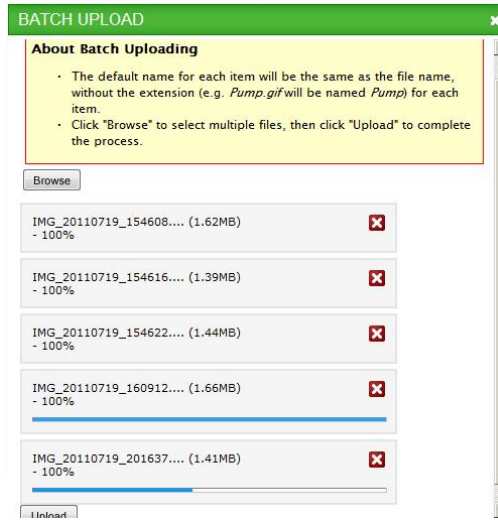 BATCH UPLOAD
About Batch Uploading
· The default name for each item will be the same as the file name,
without the extension (e.g. Pump.gif will be named Pump) for each
item.
· Click "Browse" to select multiple files, then click "Upload" to complete
the process.
Browse
IMG_20110719_154608.... (1.62MB)
- 100%
IMG_20110719_154616.... (1.39MB)
- 100%
IMG_20110719_154622.... (1.44MB)
- 100%
IMG_20110719_160912.... (1.66MB)
- 100%
IMG_20110719_201637.... (1.41MB)
- 100%
Upload